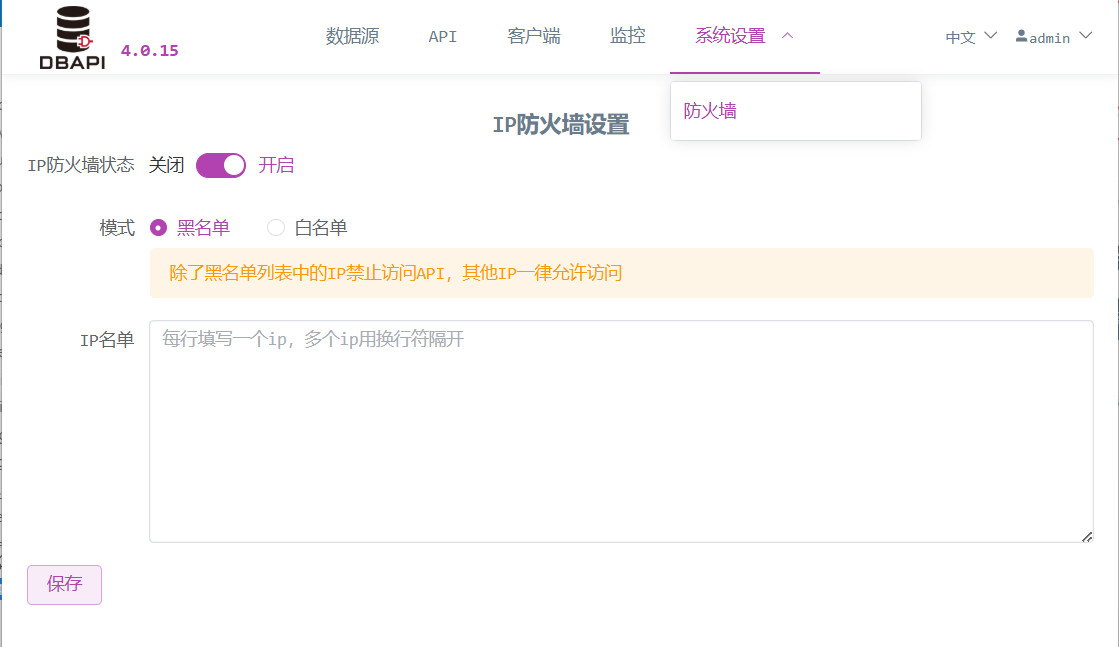 DBAPI 4.0.15 数据源 API 客户端 监控 系统设置 中文 admin
防火墙
IP防火墙设置
IP防火墙状态 关闭 开启
模式 黑名单 白名单
除了黑名单列表中的IP禁止访问API, 其他IP一律允许访问
IP名单 每行填写一个ip, 多个ip用换行符隔开
保存